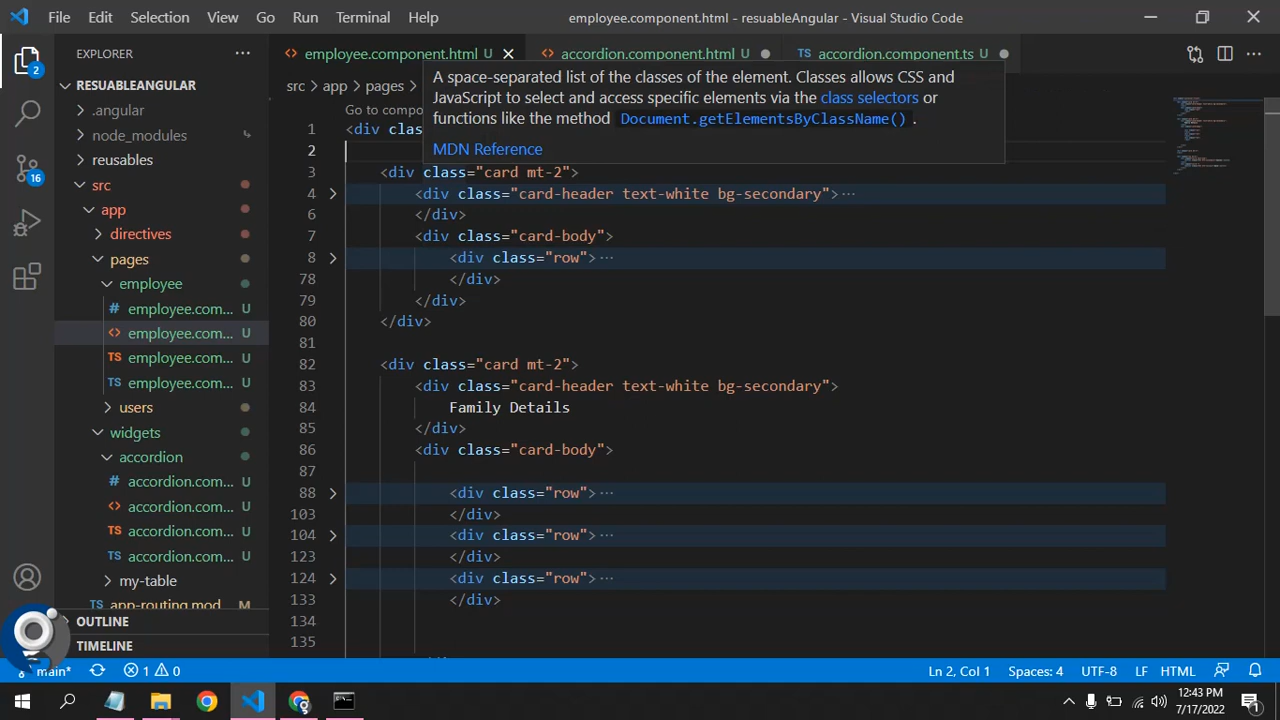 File Edit Selection View Go Run Terminal Help
employee.component.html - resuableAngular - Visual Studio Code
EXPLORER
employee.component.html U
accordion.component.html
accordion.component.ts U
2
RESUABLEANGULAR
.angular
node_modules
reusables
src
app
directives
pages
employee
employee.com... U
employee.com... U
employee.com... U
employee.com... U
users
widgets
accordion
accordion.com... U
accordion.com... U
accordion.com... U
accordion.com... U
my-table
app-routing.mod M
OUTLINE
TIMELINE
16
src > app > pages >
A space-separated list of the classes of the element. Classes allows CSS and
JavaScript to select and access specific elements via the class selectors or
functions like the method Document.getElementsByClassName() .
MDN Reference
Go to comp
1 <div clas
2
3 <div class="card mt-2">
4 <div class="card-header text-white bg-secondary">...
6 </div>
7 <div class="card-body">
8 <div class="row">...
78 </div>
79 </div>
80 </div>
81
82 <div class="card mt-2">
83 <div class="card-header text-white bg-secondary">
84 Family Details
85 </div>
86 <div class="card-body">
87
88 <div class="row">...
103 </div>
104 <div class="row">...
123 </div>
124 <div class="row">...
133 </div>
134
135
main* 1 0
Ln 2, Col 1 Spaces: 4 UTF-8 LF HTML
12:43 PM
7/17/2022
1